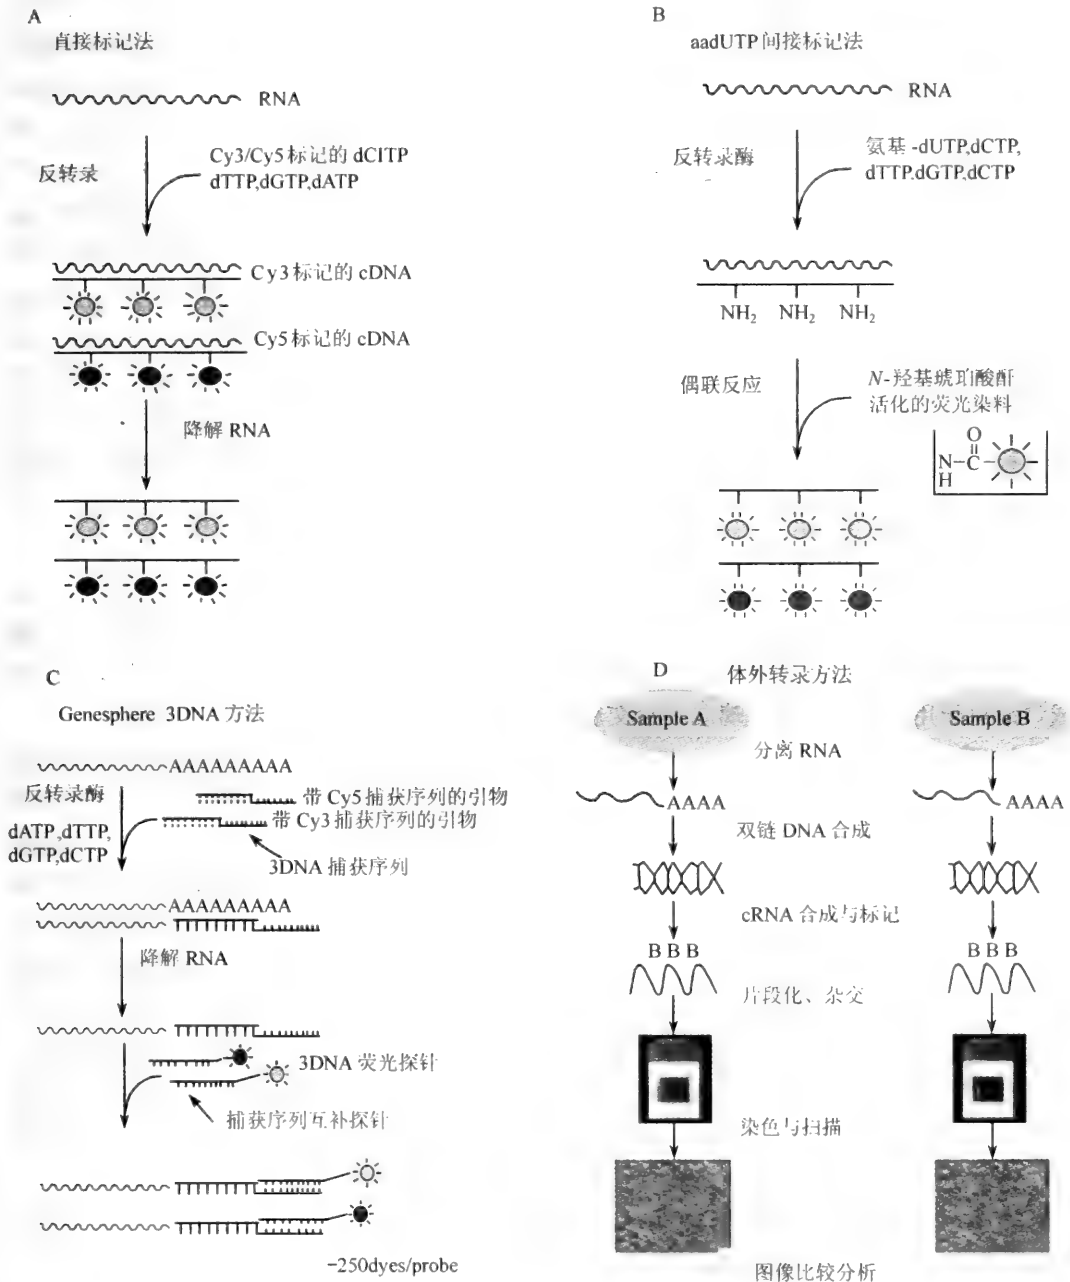 A
直接标记法
RNA
反转录
Cy3/Cy5标记的 dCITP
dTTP,dGTP,dATP
Cy3标记的 cDNA
Cy5标记的 cDNA
降解 RNA
B
aadUTP间接标记法
RNA
反转录酶
氨基-dUTP,dCTP,
dTTP.dGTP,dCTP
NH2 NH2 NH2
偶联反应
N-羟基琥珀酸酐
活化的荧光染料
O
N-C
H
C
Genesphere 3DNA 方法
AAAAAAAAA
反转录酶
dATP,dTTP,
dGTP,dCTP
带 Cy5捕获序列的引物
带 Cy3捕获序列的引物
3DNA 捕获序列
AAAAAAAAA
降解 RNA
3DNA 荧光探针
捕获序列互补探针
~250dyes/probe
D
体外转录方法
Sample A
Sample B
分离 RNA
AAAA
AAAA
双链 DNA 合成
cRNA 合成与标记
B B B
B B B
片段化、杂交
染色与扫描
图像比较分析